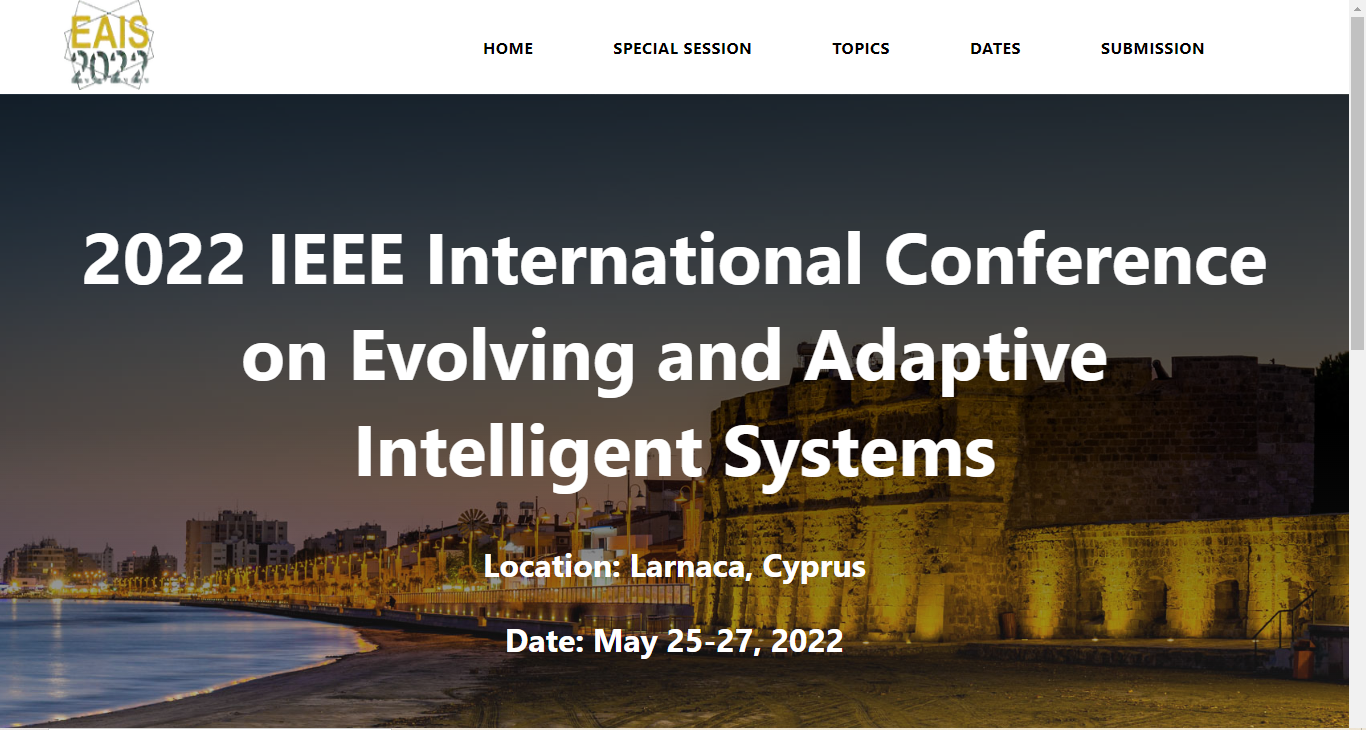 EAIS
2022
HOME SPECIAL SESSION TOPICS DATES SUBMISSION
2022 IEEE International Conference
on Evolving and Adaptive
Intelligent Systems
Location: Larnaca, Cyprus
Date: May 25-27, 2022